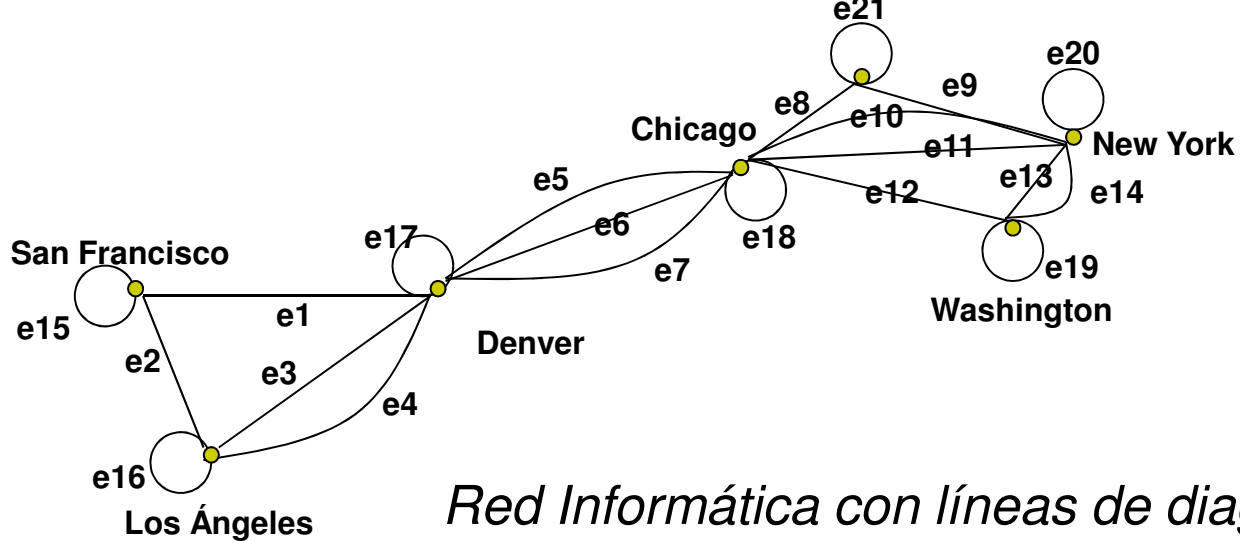 e21
e20
e9
e8
e10
Chicago
New York
e11
e13
e12
e14
e5
e6
e18
e17
San Francisco
e7
e19
Washington
e15
e1
Denver
e2
e3
e4
e16
Red Informática con líneas de
Los Ángeles